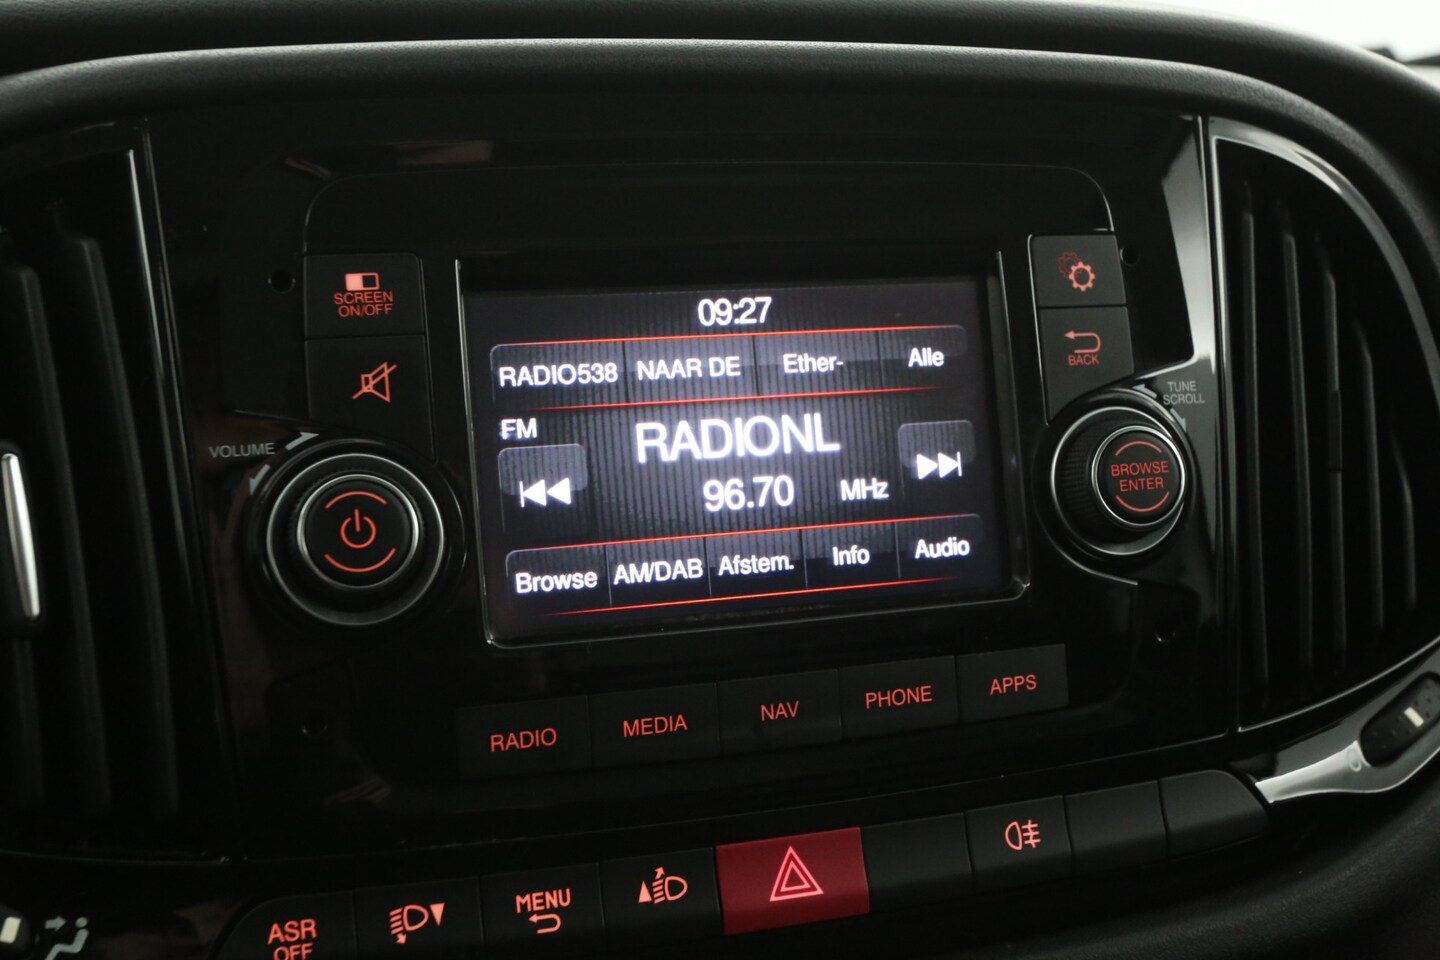 09:27
RADIO538 NAAR DE Ether- Alle
FM
RADIONL
96.70 MHz
Browse AM/DAB Afstem. Info Audio
SCREEN
ON/OFF
VOLUME
BACK
TUNE
SCROLL
BROWSE
ENTER
RADIO MEDIA NAV PHONE APPS
ASR
OFF
MENU